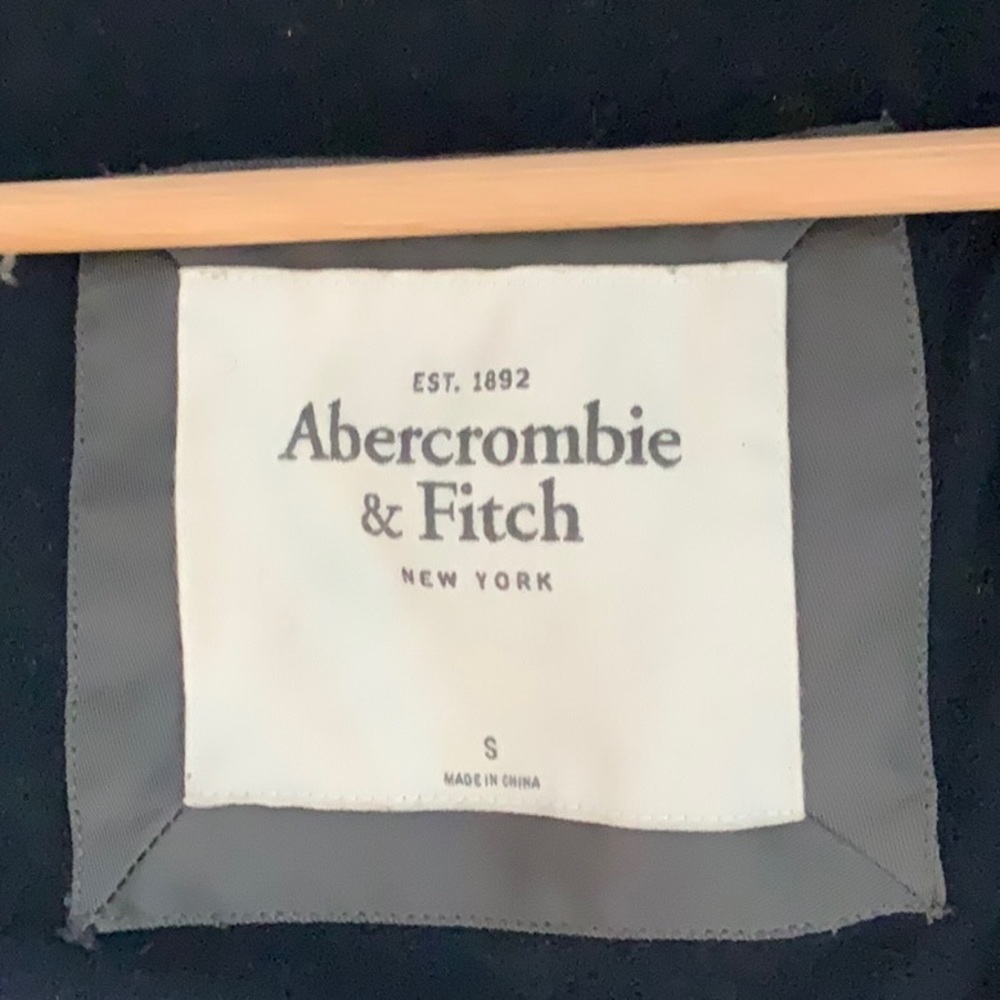 EST. 1892
Abercrombie
& Fitch
NEW YORK
S
MADE IN CHINA